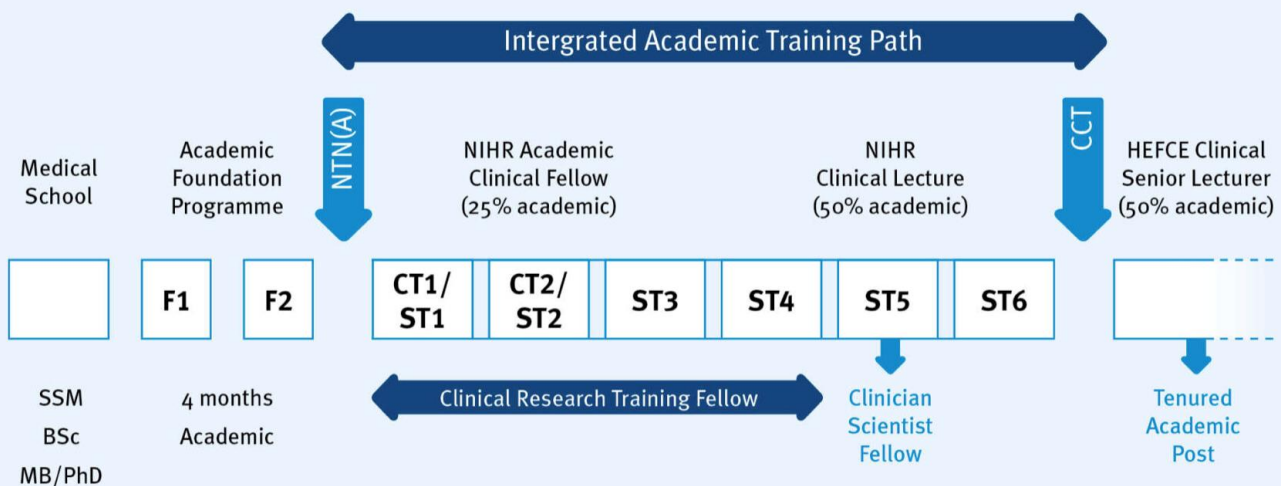 Intergrated Academic Training Path
NTN(A)
CCT
Medical
School
Academic
Foundation
Programme
NIHR Academic
Clinical Fellow
(25% academic)
NIHR
Clinical Lecture
(50% academic)
HEFCE Clinical
Senior Lecturer
(50% academic)
F1
F2
CT1/
ST1
CT2/
ST2
ST3
ST4
ST5
ST6
SSM
BSc
MB/PhD
4 months
Academic
Clinical Research Training Fellow
Clinician
Scientist
Fellow
Tenured
Academic
Post